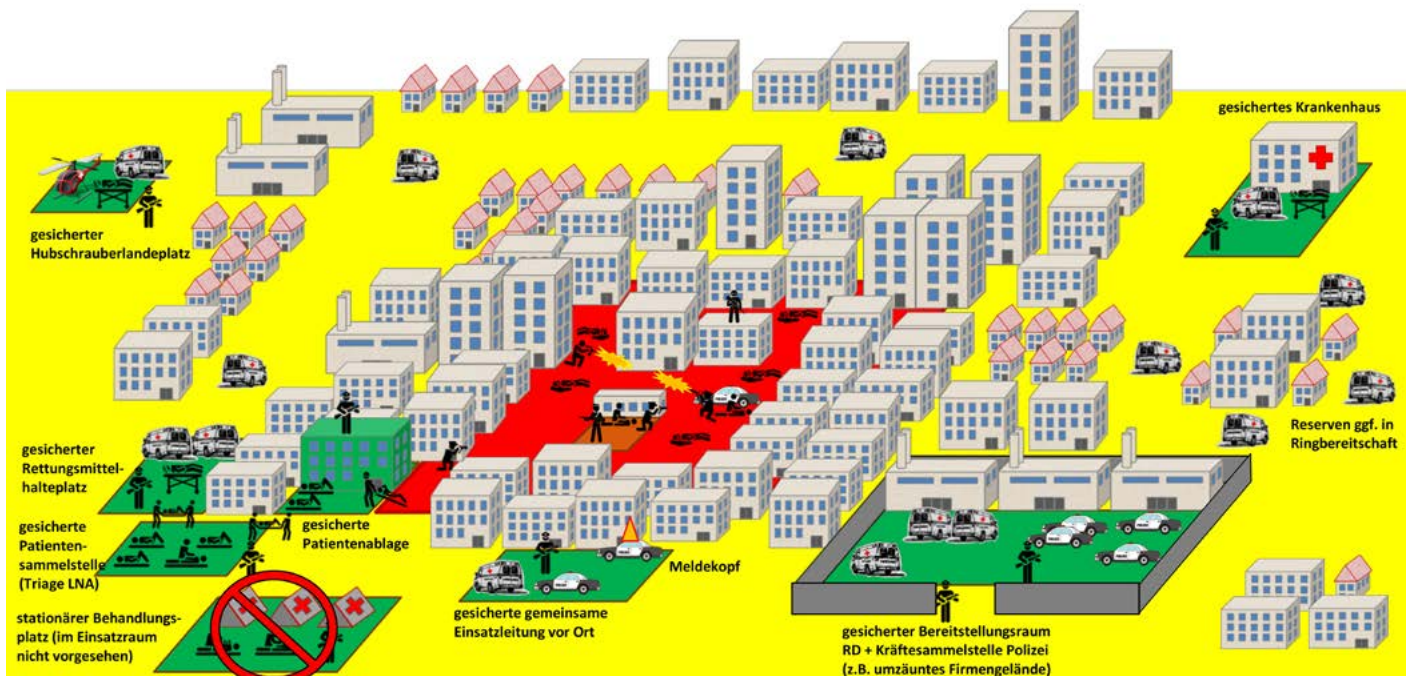 gesichertes Krankenhaus
gesicherter
Hubschrauberlandeplatz
Reserven ggf. in
Ringbereitschaft
gesicherter
Rettungsmittel-
halteplatz
gesicherte
Patienten-
sammelstelle
(Triage LNA)
gesicherte
Patientenablage
Meldekopf
stationärer Behandlungs-
platz (im Einsatzraum
nicht vorgesehen)
gesicherte gemeinsame
Einsatzleitung vor Ort
gesicherter Bereitstellungsraum
RD + Kräftesammelstelle Polizei
(z.B. umzäuntes Firmengelände)